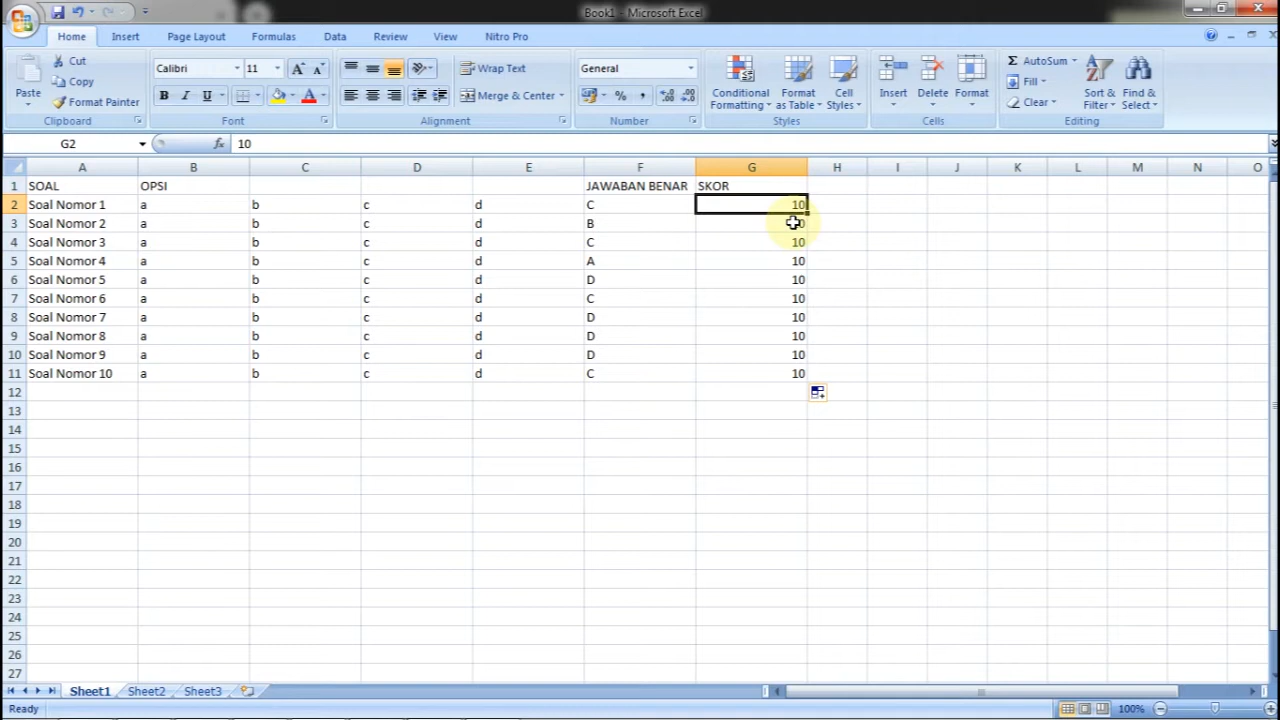 Book1 - Microsoft Excel
Home Insert Page Layout Formulas Data Review View Nitro Pro
Paste Cut Copy Format Painter
Calibri 11 A A
B I U A
Wrap Text
Merge & Center
General
% ,
Conditional Formatting Format as Table Cell Styles
Insert Delete Format
Σ AutoSum
Fill
Clear
Sort & Filter Find & Select
Clipboard Font Alignment Number Styles Cells Editing
G2 fx 10
A B C D E F G H I J K L M N O
1 SOAL OPSI JAWABAN BENAR SKOR
2 Soal Nomor 1 a b c d C 10
3 Soal Nomor 2 a b c d B
4 Soal Nomor 3 a b c d C 10
5 Soal Nomor 4 a b c d A 10
6 Soal Nomor 5 a b c d D 10
7 Soal Nomor 6 a b c d C 10
8 Soal Nomor 7 a b c d D 10
9 Soal Nomor 8 a b c d D 10
10 Soal Nomor 9 a b c d D 10
11 Soal Nomor 10 a b c d C 10
12
13
14
15
16
17
18
19
20
21
22
23
24
25
26
27
Sheet1 Sheet2 Sheet3
Ready 100%